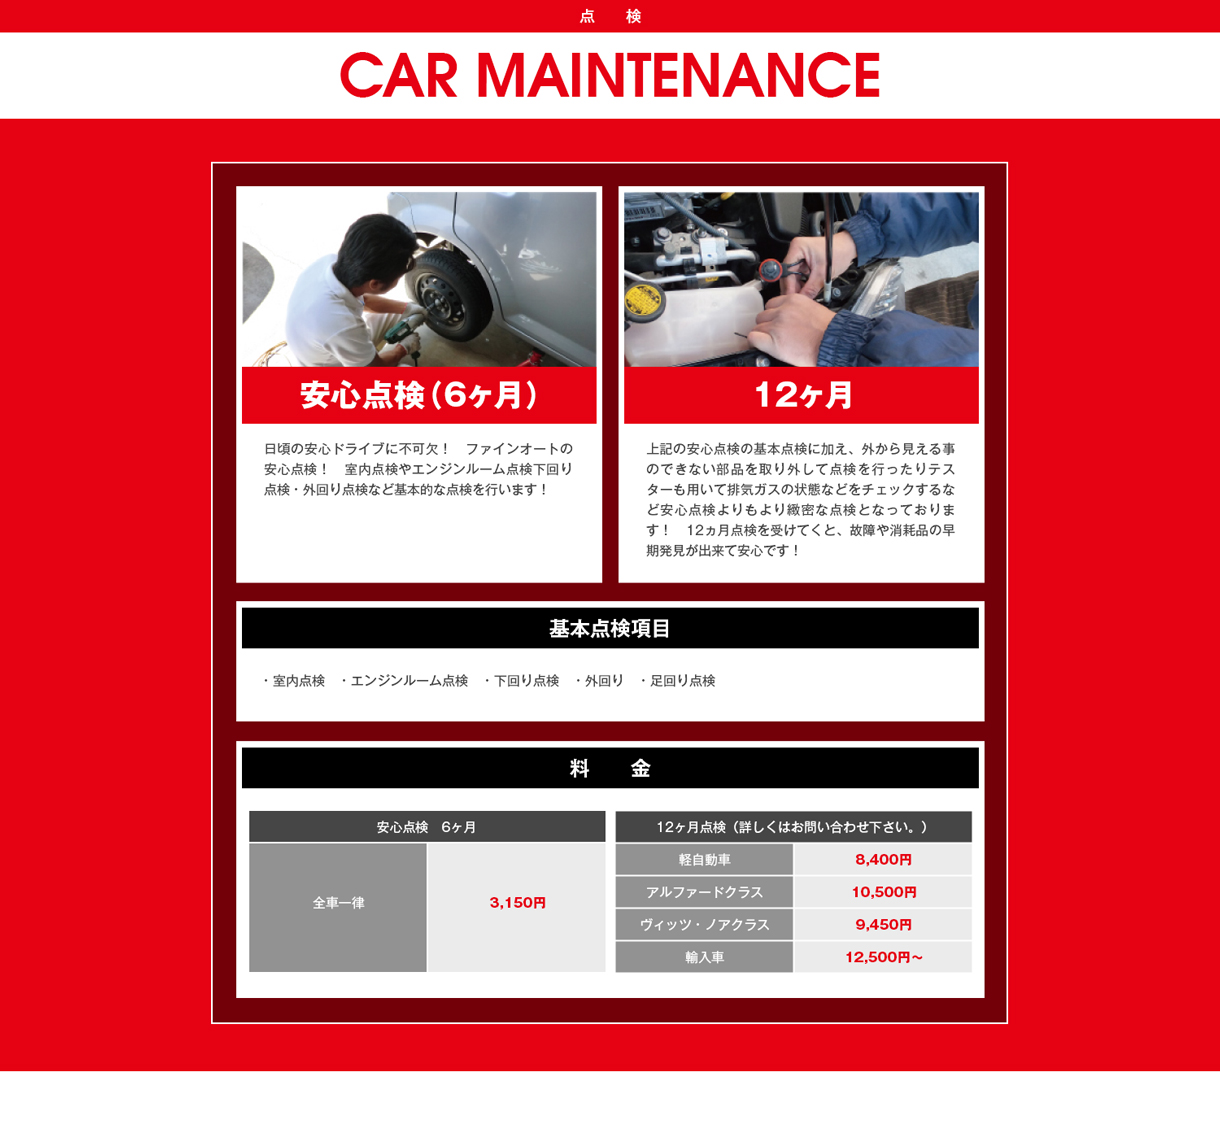 点　検
CAR MAINTENANCE
安心点検（6ヶ月）
日頃の安心ドライブに不可欠！　ファインオートの
安心点検！　室内点検やエンジンルーム点検下回り
点検・外回り点検など基本的な点検を行います！
12ヶ月
上記の安心点検の基本点検に加え、外から見える事
のできない部品を取り外して点検を行ったりテス
ターも用いて排気ガスの状態などをチェックするな
ど安心点検よりもより緻密な点検となっておりま
す！　12ヵ月点検を受けてくと、故障や消耗品の早
期発見が出来て安心です！
基本点検項目
・室内点検　・エンジンルーム点検　・下回り点検　・外回り　・足回り点検
料　金
安心点検　6ヶ月
全車一律
3,150円
12ヶ月点検（詳しくはお問い合わせ下さい。）
軽自動車
8,400円
アルファードクラス
10,500円
ヴィッツ・ノアクラス
9,450円
輸入車
12,500円〜